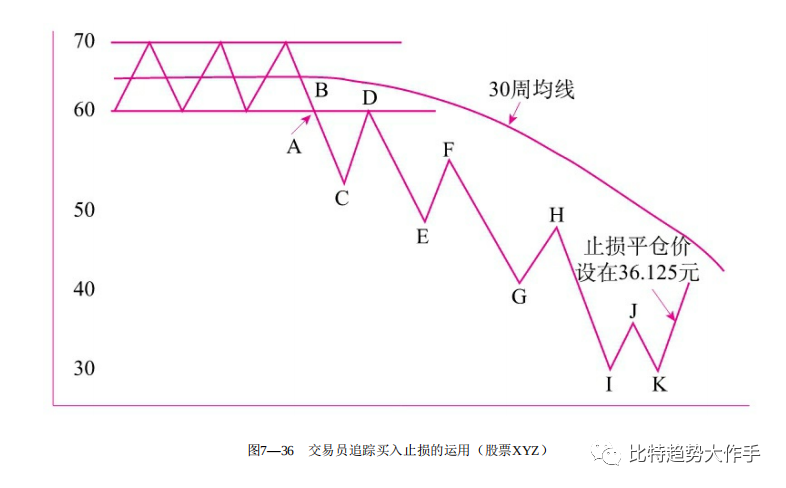 70
60
50
40
30
A
B
C
D
E
F
G
H
I
J
K
30周均线
止损平仓价
设在36.125元
图7—36 交易员追踪买入止损的运用（股票XYZ）
比特趋势大作手